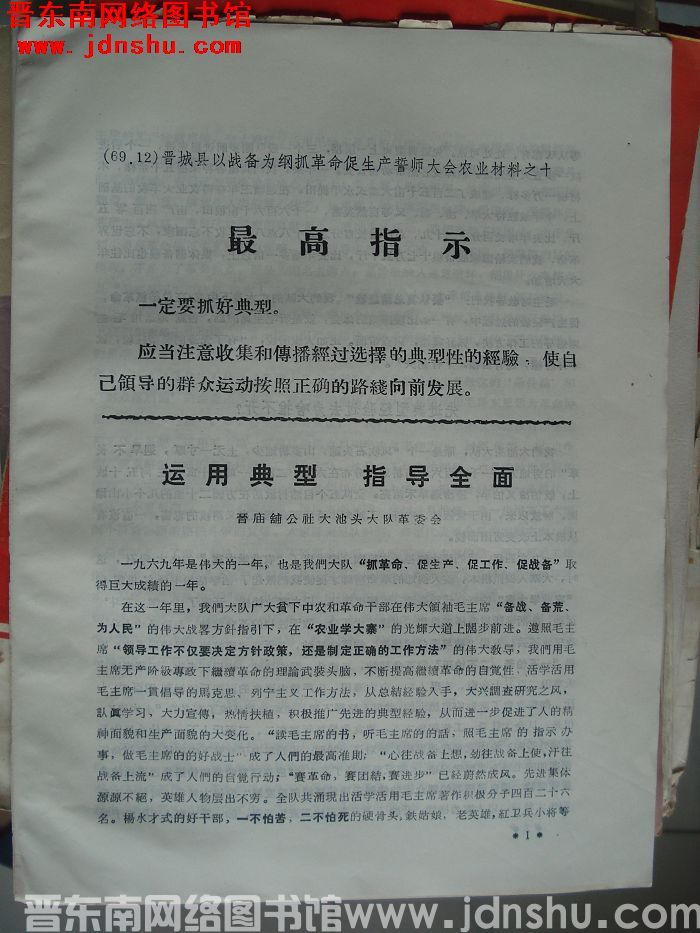 晋东南网络图书馆
www.jdnshu.com
(69.12)晋城县以战备为纲抓革命促生产誓师大会农业材料之十
最高指示
一定要抓好典型。
应当注意收集和傳播經过选擇的典型性的經驗，使自
己領导的群众运动按照正确的路綫向前发展。
运用典型 指导全面
晉庙鋪公社大池头大队革委会
一九六九年是伟大的一年，也是我們大队“抓革命、促生产、促工作、促战备”取
得巨大成績的一年。
在这一年里，我們大队广大貧下中农和革命干部在伟大領袖毛主席“备战、备荒、
为人民”的伟大战畧方針指引下，在“农业学大寨”的光輝大道上闊步前进。遵照毛主
席“领导工作不仅要决定方针政策，还是制定正确的工作方法”的伟大敎导，我們用毛
主席无产阶級專政下繼續革命的理論武裝头脑，不断提高繼續革命的自覚性、活学活用
毛主席一貫倡导的馬克思、列宁主义工作方法，从总結經驗入手，大兴調查研究之风，
訫眞学习，大力宣傳，热情扶植，积极推广先进的典型經驗，从而进一步促进了人的精
神面貌和生产面貌的大变化。“読毛主席的书，听毛主席的的話，照毛主席的指示办
事，做毛主席的的好战士”成了人們的最高准則；“心往战备上想，劲往战备上使，汗往
战备上流”成了人們的自覚行动；“賽革命，賽团結，賽进步”已經蔚然成风。先进集体
源源不絕，英雄人物层出不穷。全队共涌現出活学活用毛主席著作积极分子四百二十六
名。楊水才式的好干部，一不怕苦，二不怕死的硬骨头，鉄姑娘，老英雄，紅卫兵小将等
* 1 *
晋东南网络图书馆 www.jdnshu.com